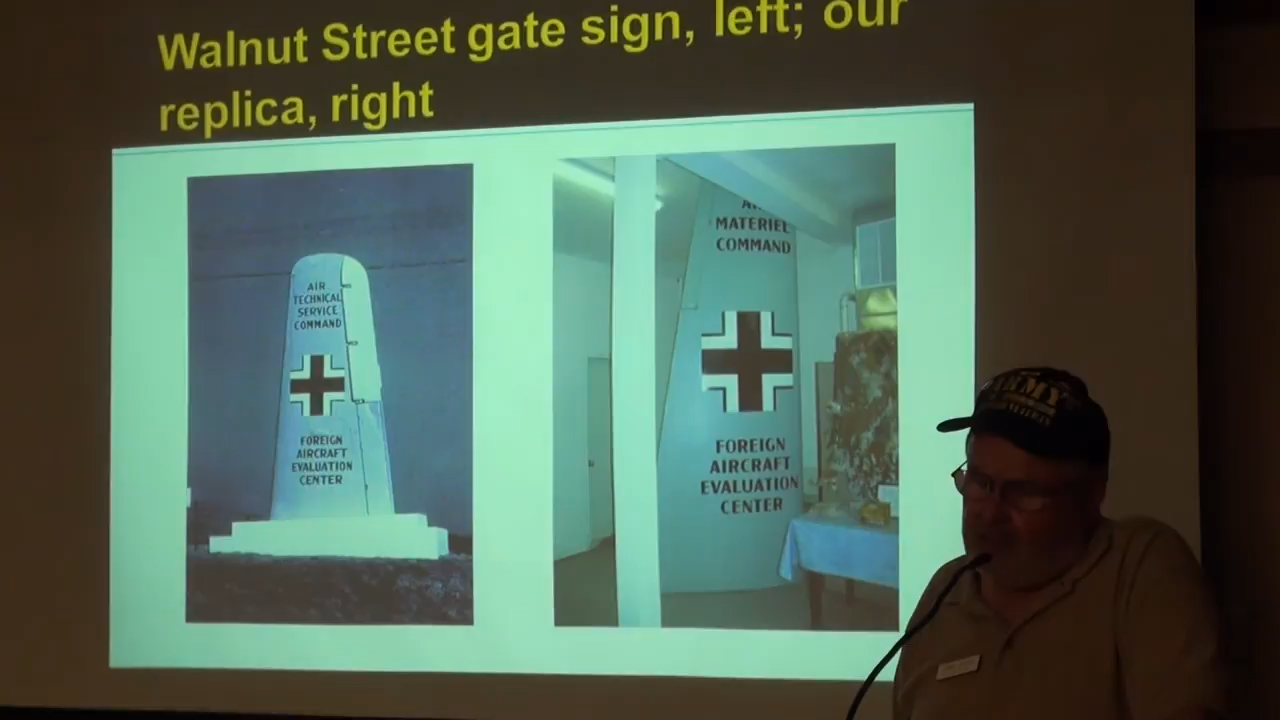 Walnut Street gate sign, left; our
replica, right
AIR
TECHNICAL
SERVICE
COMMAND
FOREIGN
AIRCRAFT
EVALUATION
CENTER
MATERIEL
COMMAND
FOREIGN
AIRCRAFT
EVALUATION
CENTER
ARMY